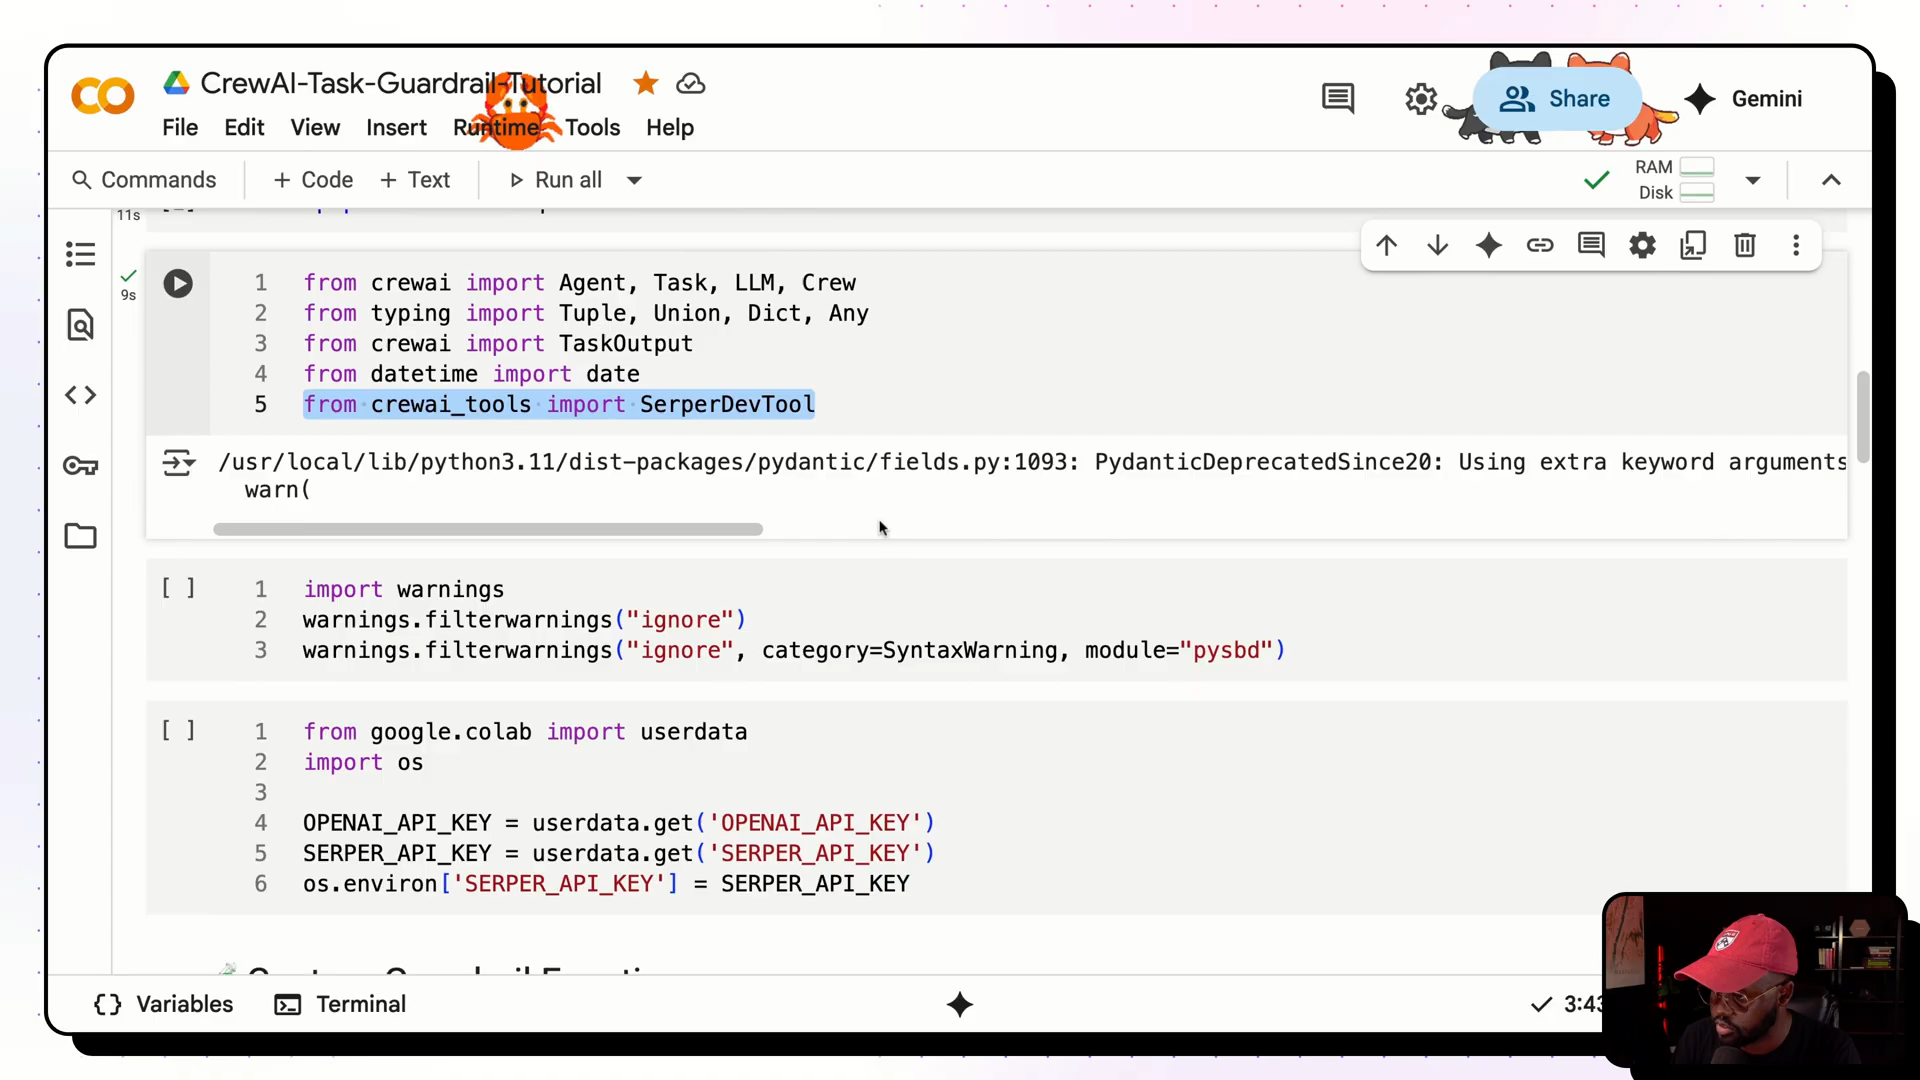 CrewAI-Task-Guardrail-Tutorial
File Edit View Insert Runtime Tools Help
Share
Gemini
Commands + Code + Text Run all
RAM
Disk
11s
9s
1 from crewai import Agent, Task, LLM, Crew
2 from typing import Tuple, Union, Dict, Any
3 from crewai import TaskOutput
4 from datetime import date
5 from crewai_tools import SerperDevTool
/usr/local/lib/python3.11/dist-packages/pydantic/fields.py:1093: PydanticDeprecatedSince20: Using extra keyword arguments
warn(
[ ] 1 import warnings
2 warnings.filterwarnings("ignore")
3 warnings.filterwarnings("ignore", category=SyntaxWarning, module="pysbd")
[ ] 1 from google.colab import userdata
2 import os
3
4 OPENAI_API_KEY = userdata.get('OPENAI_API_KEY')
5 SERPER_API_KEY = userdata.get('SERPER_API_KEY')
6 os.environ['SERPER_API_KEY'] = SERPER_API_KEY
Variables Terminal
3:43